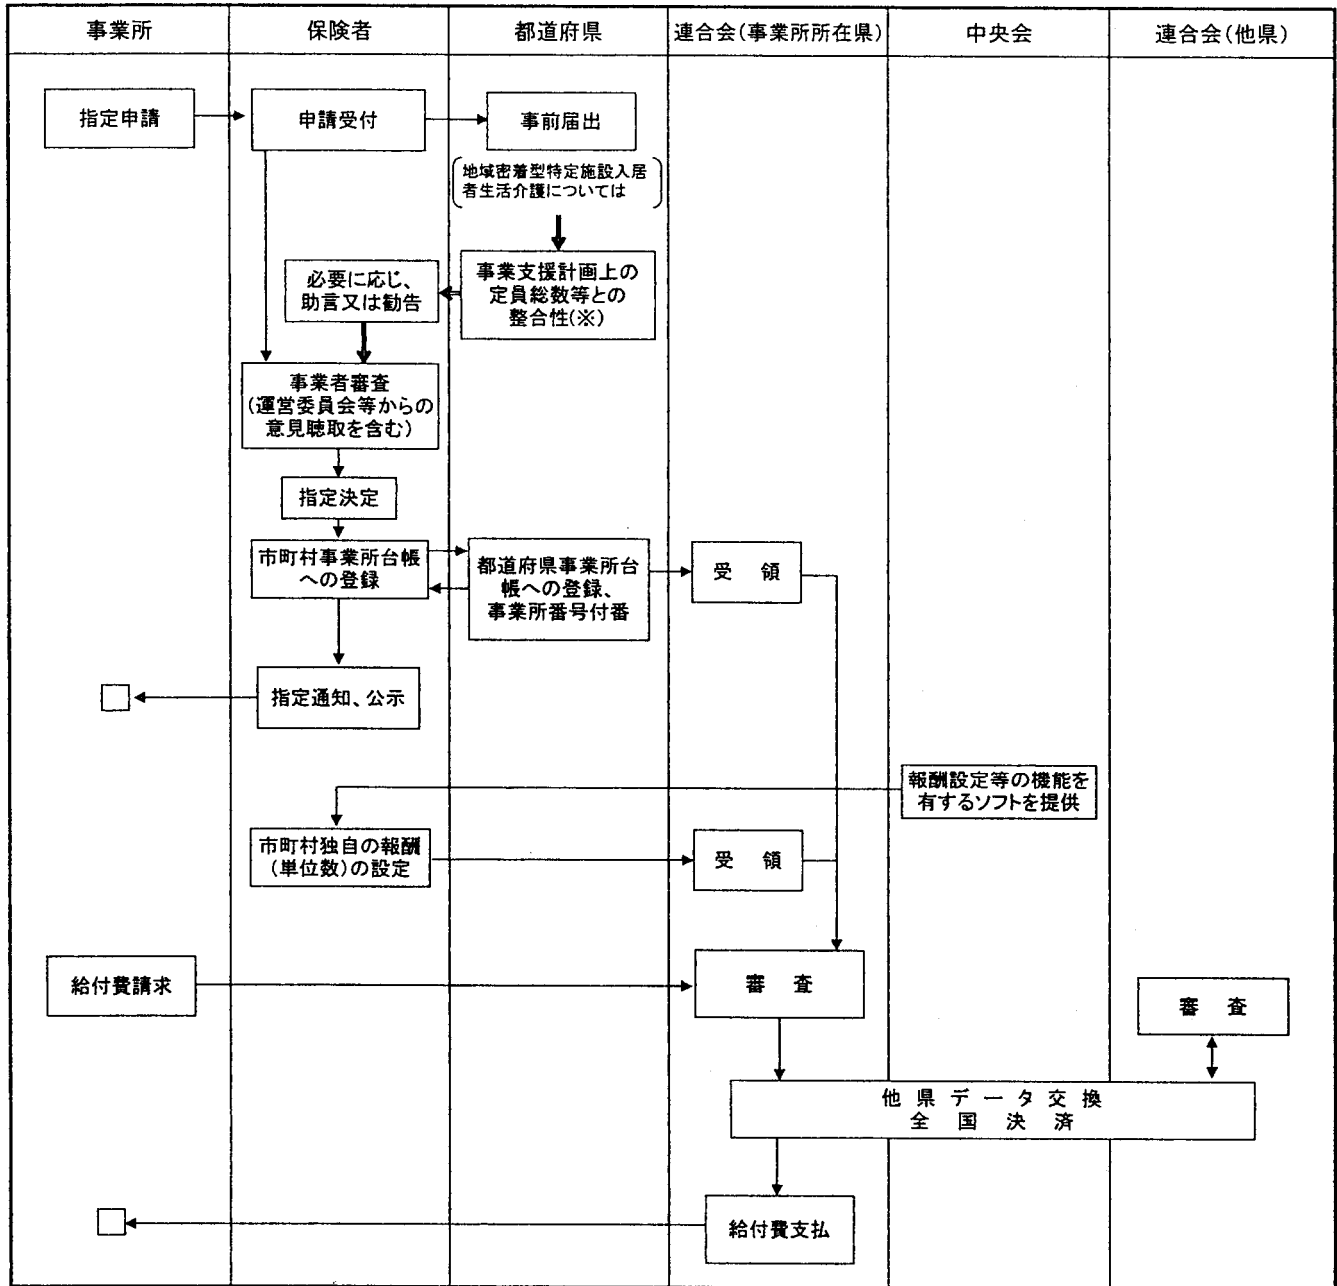 事業所
保険者
都道府県
連合会(事業所所在県)
中央会
連合会(他県)
指定申請
申請受付
事前届出
地域密着型特定施設入居
者生活介護については
事業支援計画上の
定員総数等との
整合性(※)
必要に応じ、
助言又は勧告
事業者審査
(運営委員会等からの
意見聴取を含む)
指定決定
市町村事業所台帳
への登録
都道府県事業所台
帳への登録、
事業所番号付番
受 領
指定通知、公示
報酬設定等の機能を
有するソフトを提供
市町村独自の報酬
(単位数)の設定
受 領
給付費請求
審 査
審 査
他 県 デ ー タ 交 換
全 国 決 済
給付費支払